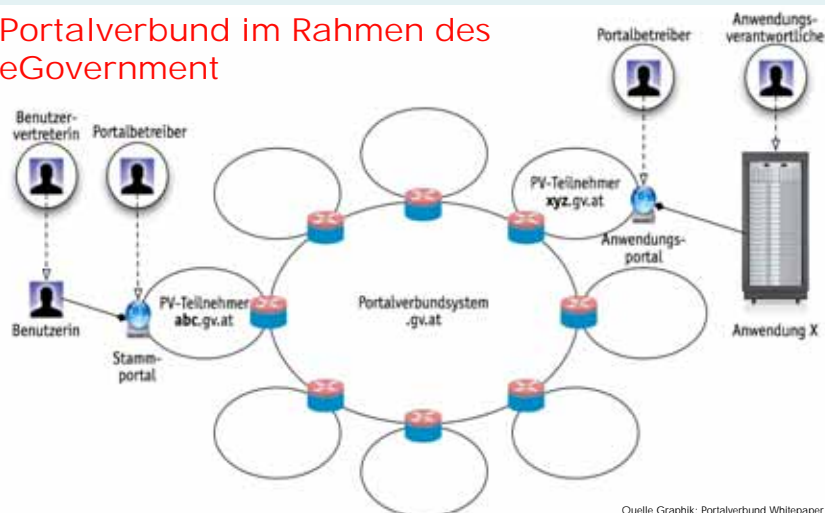 Portalverbund im Rahmen des
eGovernment
Benutzer-
vertreterin
Portalbetreiber
Benutzerin
Stamm-
portal
PV-Teilnehmer
abc.gv.at
Portalverbundsystem
.gv.at
Portalbetreiber
Anwendungs-
verantwortliche
PV-Teilnehmer
xyz.gv.at
Anwendungs-
portal
Anwendung X
Quelle Graphik: Portalverbund Whitepaper